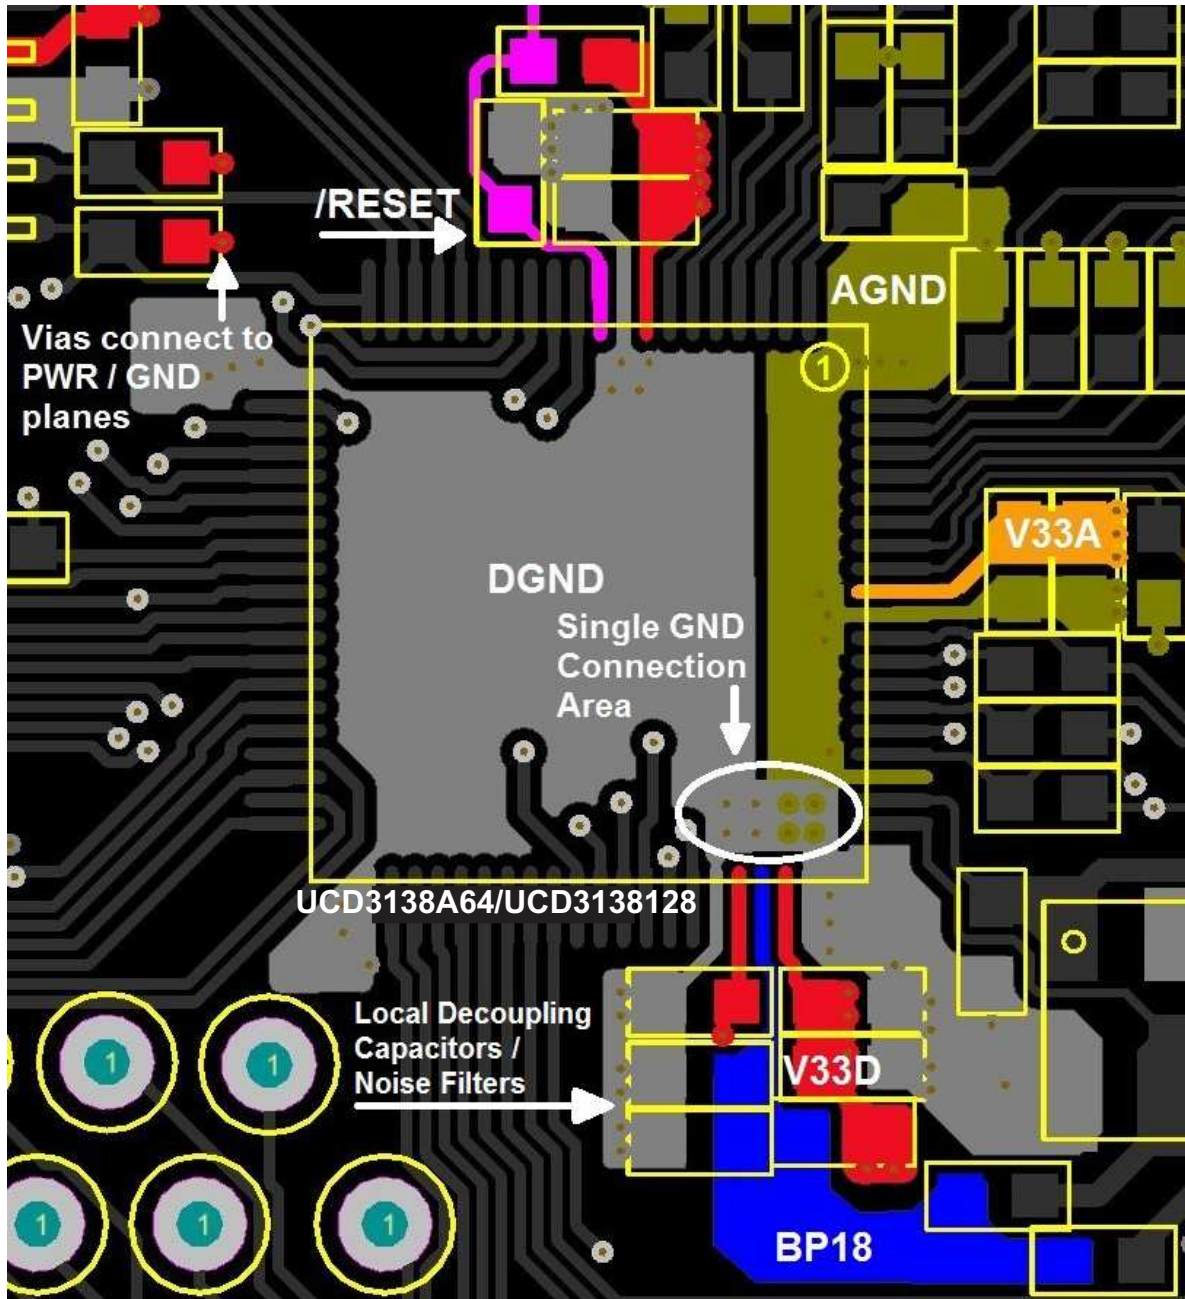 /RESET
AGND
Vias connect to
PWR / GND
planes
1
V33A
DGND
Single GND
Connection
Area
UCD3138A64/UCD3138128
Local Decoupling
Capacitors /
Noise Filters
V33D
1
1
1
1
1
BP18